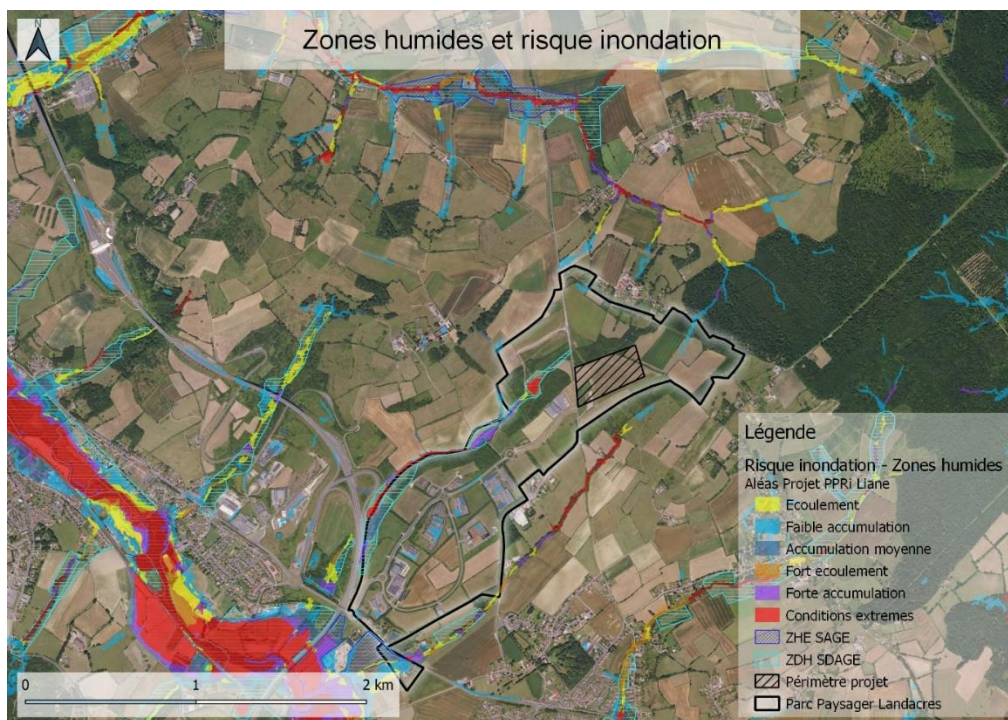 N
Zones humides et risque inondation
Légende
Risque inondation - Zones humides
Aléas Projet PPRi Liane
Ecoulement
Faible accumulation
Accumulation moyenne
Fort ecoulement
Forte accumulation
Conditions extremes
ZHE SAGE
ZDH SDAGE
Périmètre projet
Parc Paysager Landacres
0 1 2 km